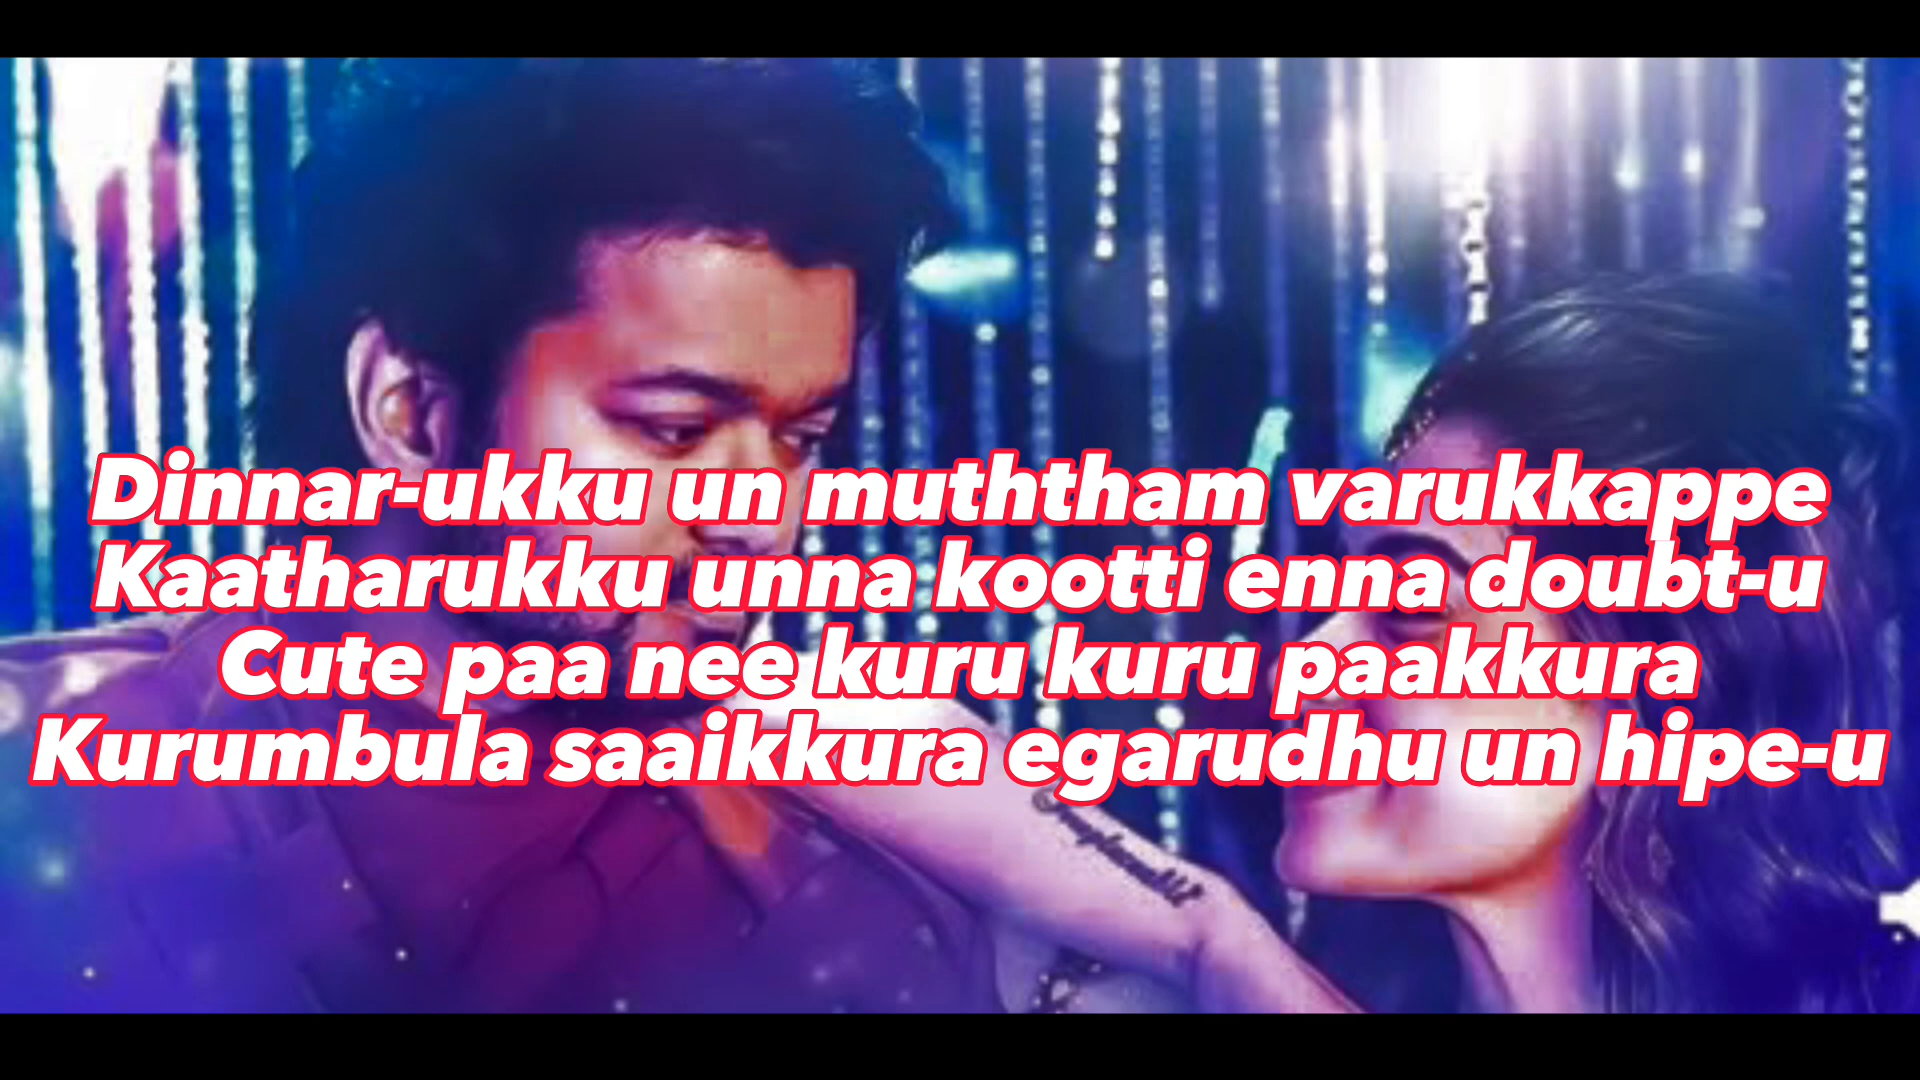 Dinnar-ukku un muththam varukkappe
Kaatharukku unna kootti enna doubt-u
Cute paa nee kuru kuru paakkura
Kurumbula saaikkura egarudhu un hipe-u
Irreplaceable